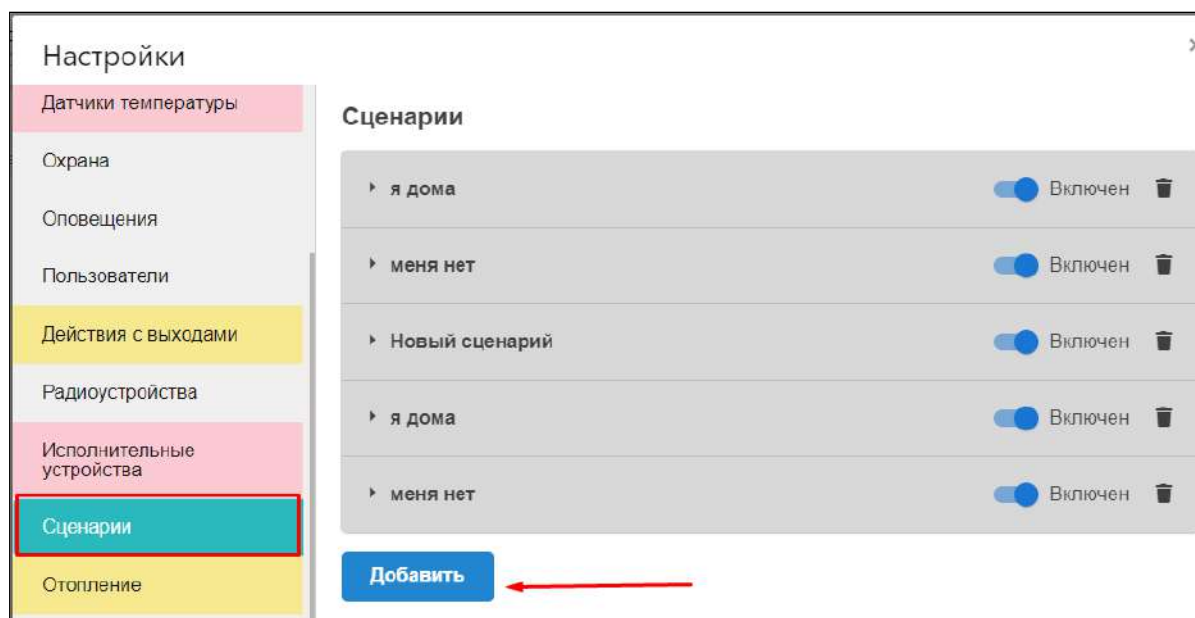 Настройки
Датчики температуры
Охрана
Оповещения
Пользователи
Действия с выходами
Радиоустройства
Исполнительные
устройства
Сценарии
Отопление
Сценарии
я дома Включен
меня нет Включен
Новый сценарий Включен
я дома Включен
меня нет Включен
Добавить